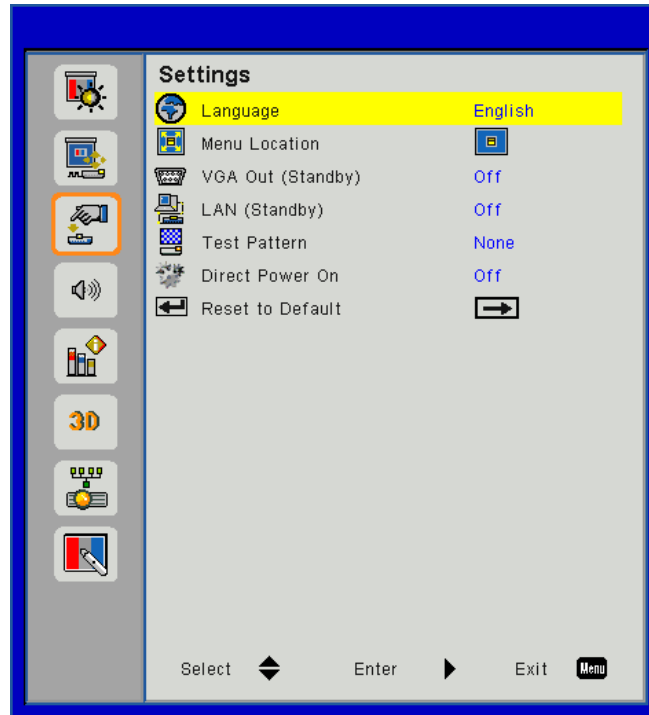 Settings
Language English
Menu Location
VGA Out (Standby) Off
LAN (Standby) Off
Test Pattern None
Direct Power On Off
Reset to Default
3D
Select Enter Exit Menu